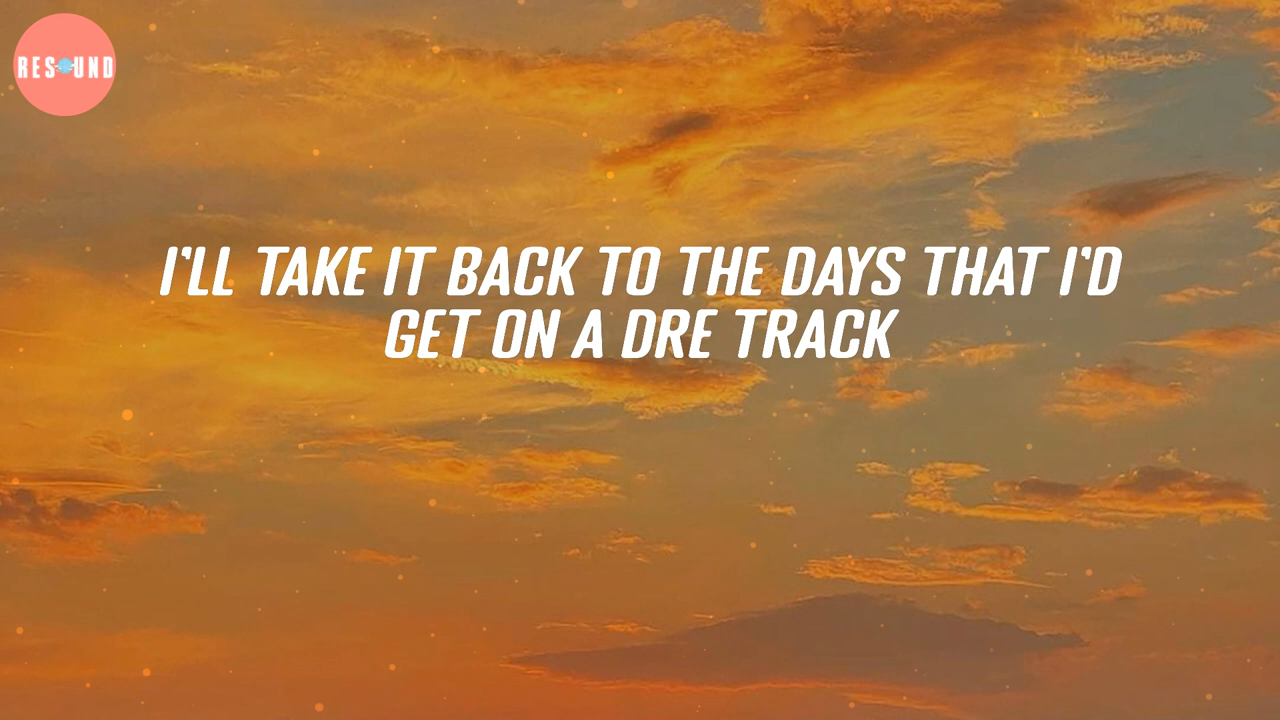 RESOUND
I'LL TAKE IT BACK TO THE DAYS THAT I'D
GET ON A DRE TRACK